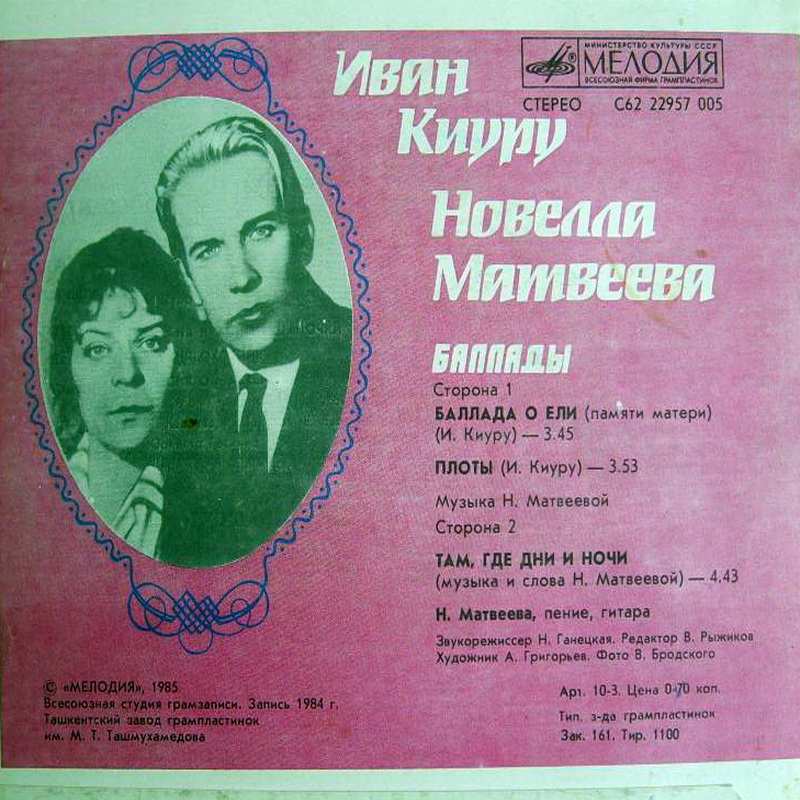 Иван
Киуру
Новелла
Матвеева
МИНИСТЕРСТВО КУЛЬТУРЫ СССР
МЕЛОДИЯ
ВСЕСОЮЗНАЯ ФИРМА ГРАМПЛАСТИНОК
СТЕРЕО С62 22957 005
БАЛЛАДЫ
Сторона 1
БАЛЛАДА О ЕЛИ (памяти матери)
(И. Киуру) — 3.45
ПЛОТЫ (И. Киуру) — 3.53
Музыка Н. Матвеевой
Сторона 2
ТАМ, ГДЕ ДНИ И НОЧИ
(музыка и слова Н. Матвеевой) — 4.43
Н. Матвеева, пение, гитара
Звукорежиссер Н. Ганецкая. Редактор В. Рыжиков
Художник А. Григорьев. Фото В. Бродского
© «МЕЛОДИЯ», 1985
Всесоюзная студия грамзаписи. Запись 1984 г.
Ташкентский завод грампластинок
им. М. Т. Ташмухамедова
Арт. 10-3. Цена 0-70 коп.
Тип. з-да грампластинок
Зак. 161. Тир. 1100